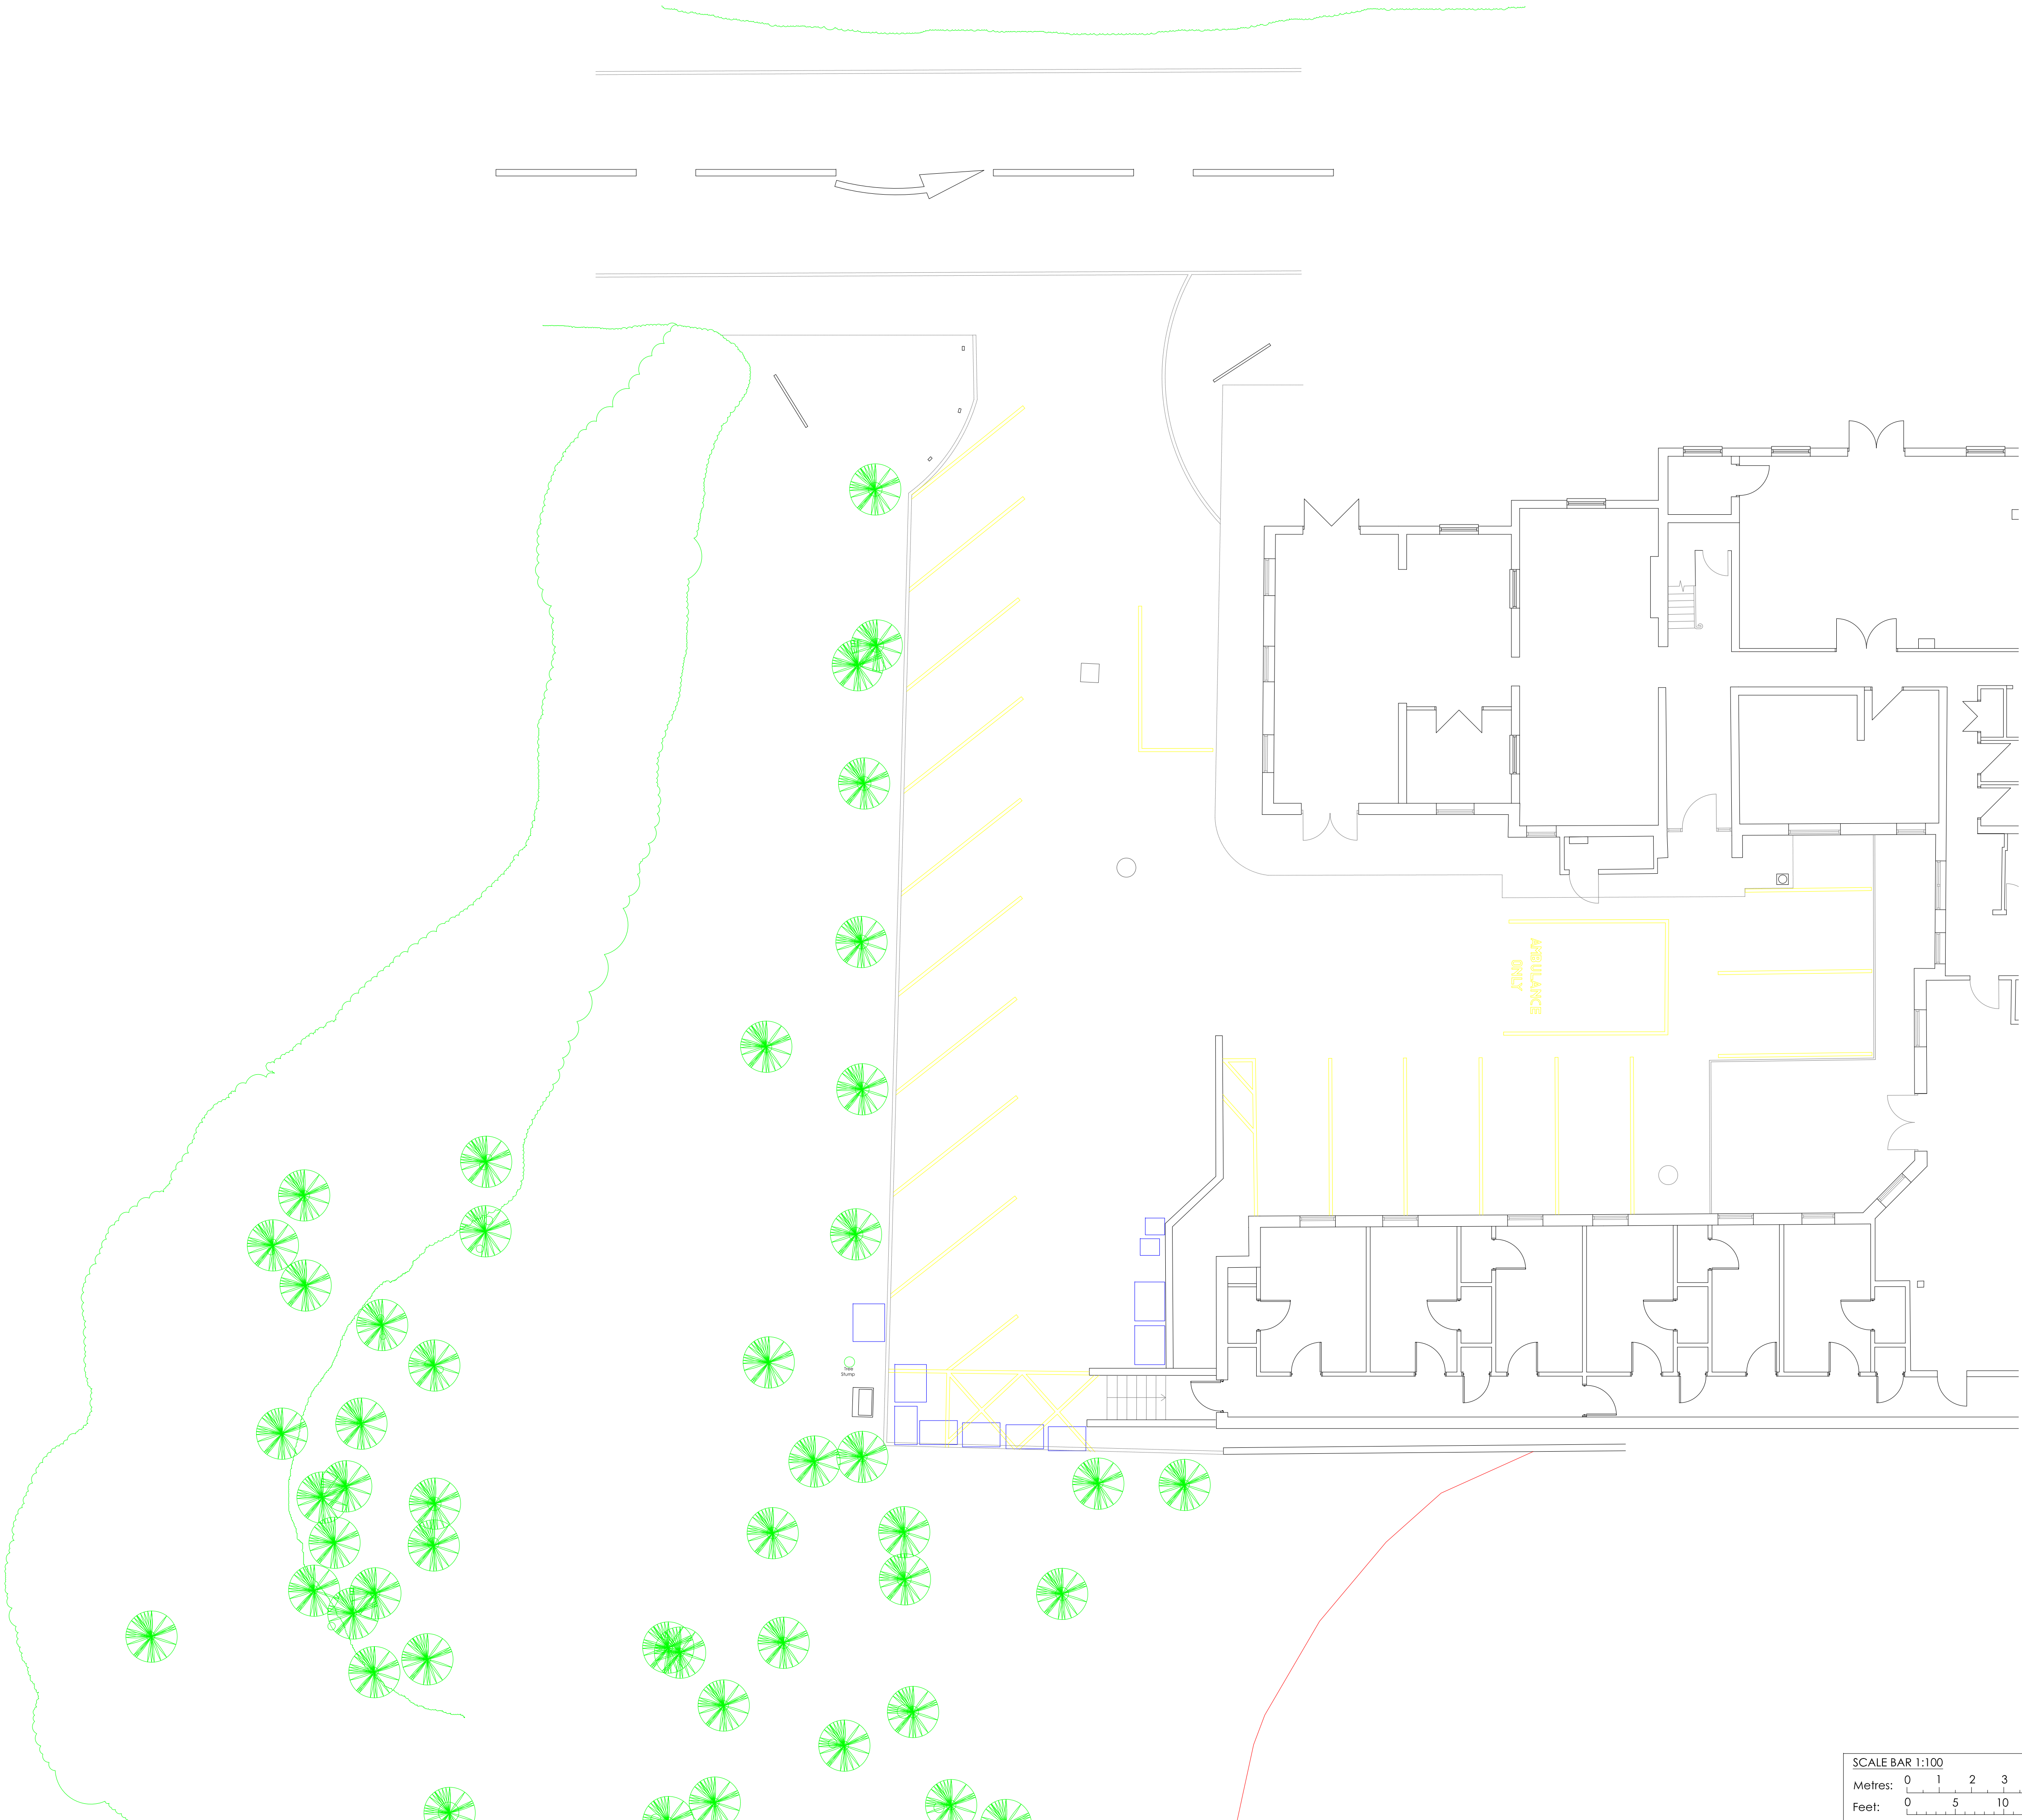 AMBULANCE
ONLY
Tree
Stump
SCALE BAR 1:100
Metres: 0 1 2 3
Feet: 0 5 10